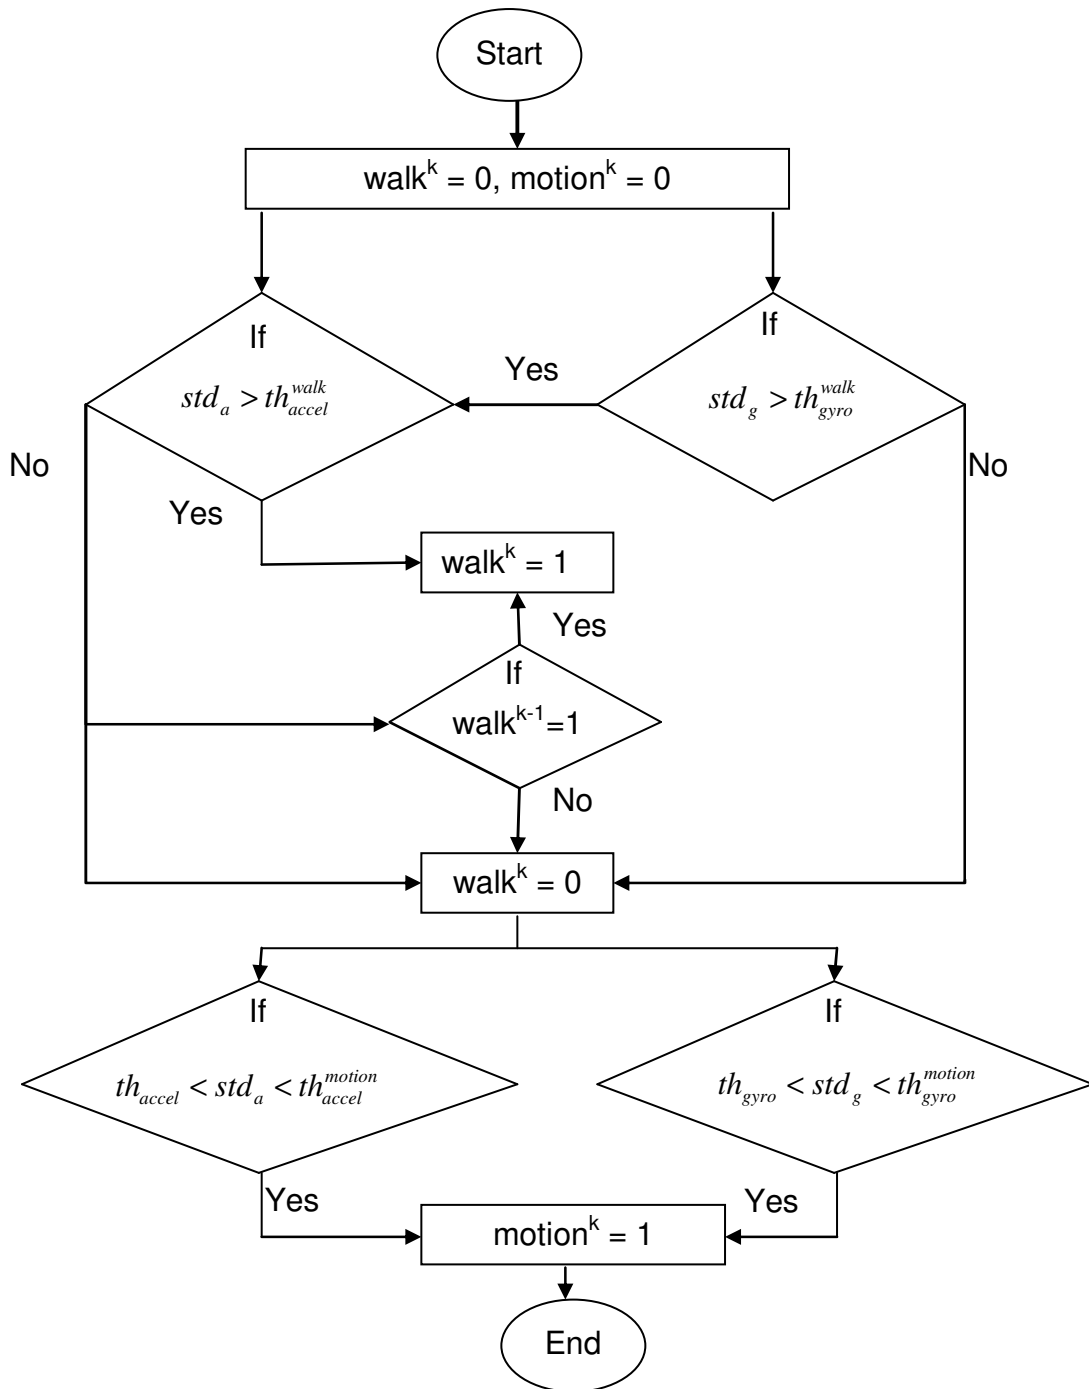 Start
walk^k = 0, motion^k = 0
If
std_a > th_accel^walk
If
std_g > th_gyro^walk
Yes
No
No
Yes
walk^k = 1
Yes
If
walk^k-1=1
No
walk^k = 0
If
th_accel < std_a < th_accel^motion
If
th_gyro < std_g < th_gyro^motion
Yes
Yes
motion^k = 1
End